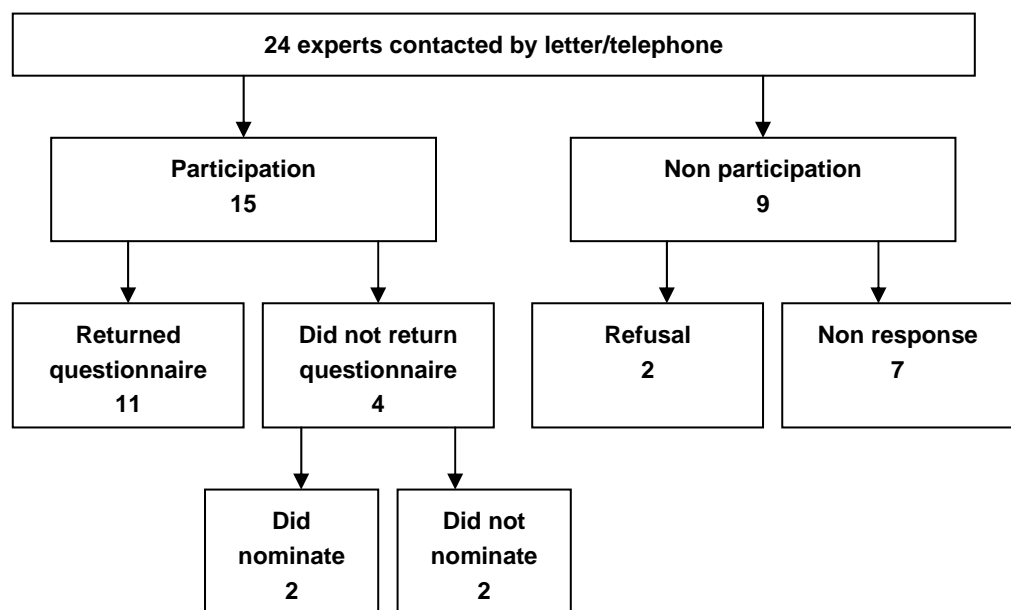 24 experts contacted by letter/telephone
Participation
15
Non participation
9
Returned
questionnaire
11
Did not return
questionnaire
4
Refusal
2
Non response
7
Did
nominate
2
Did not
nominate
2